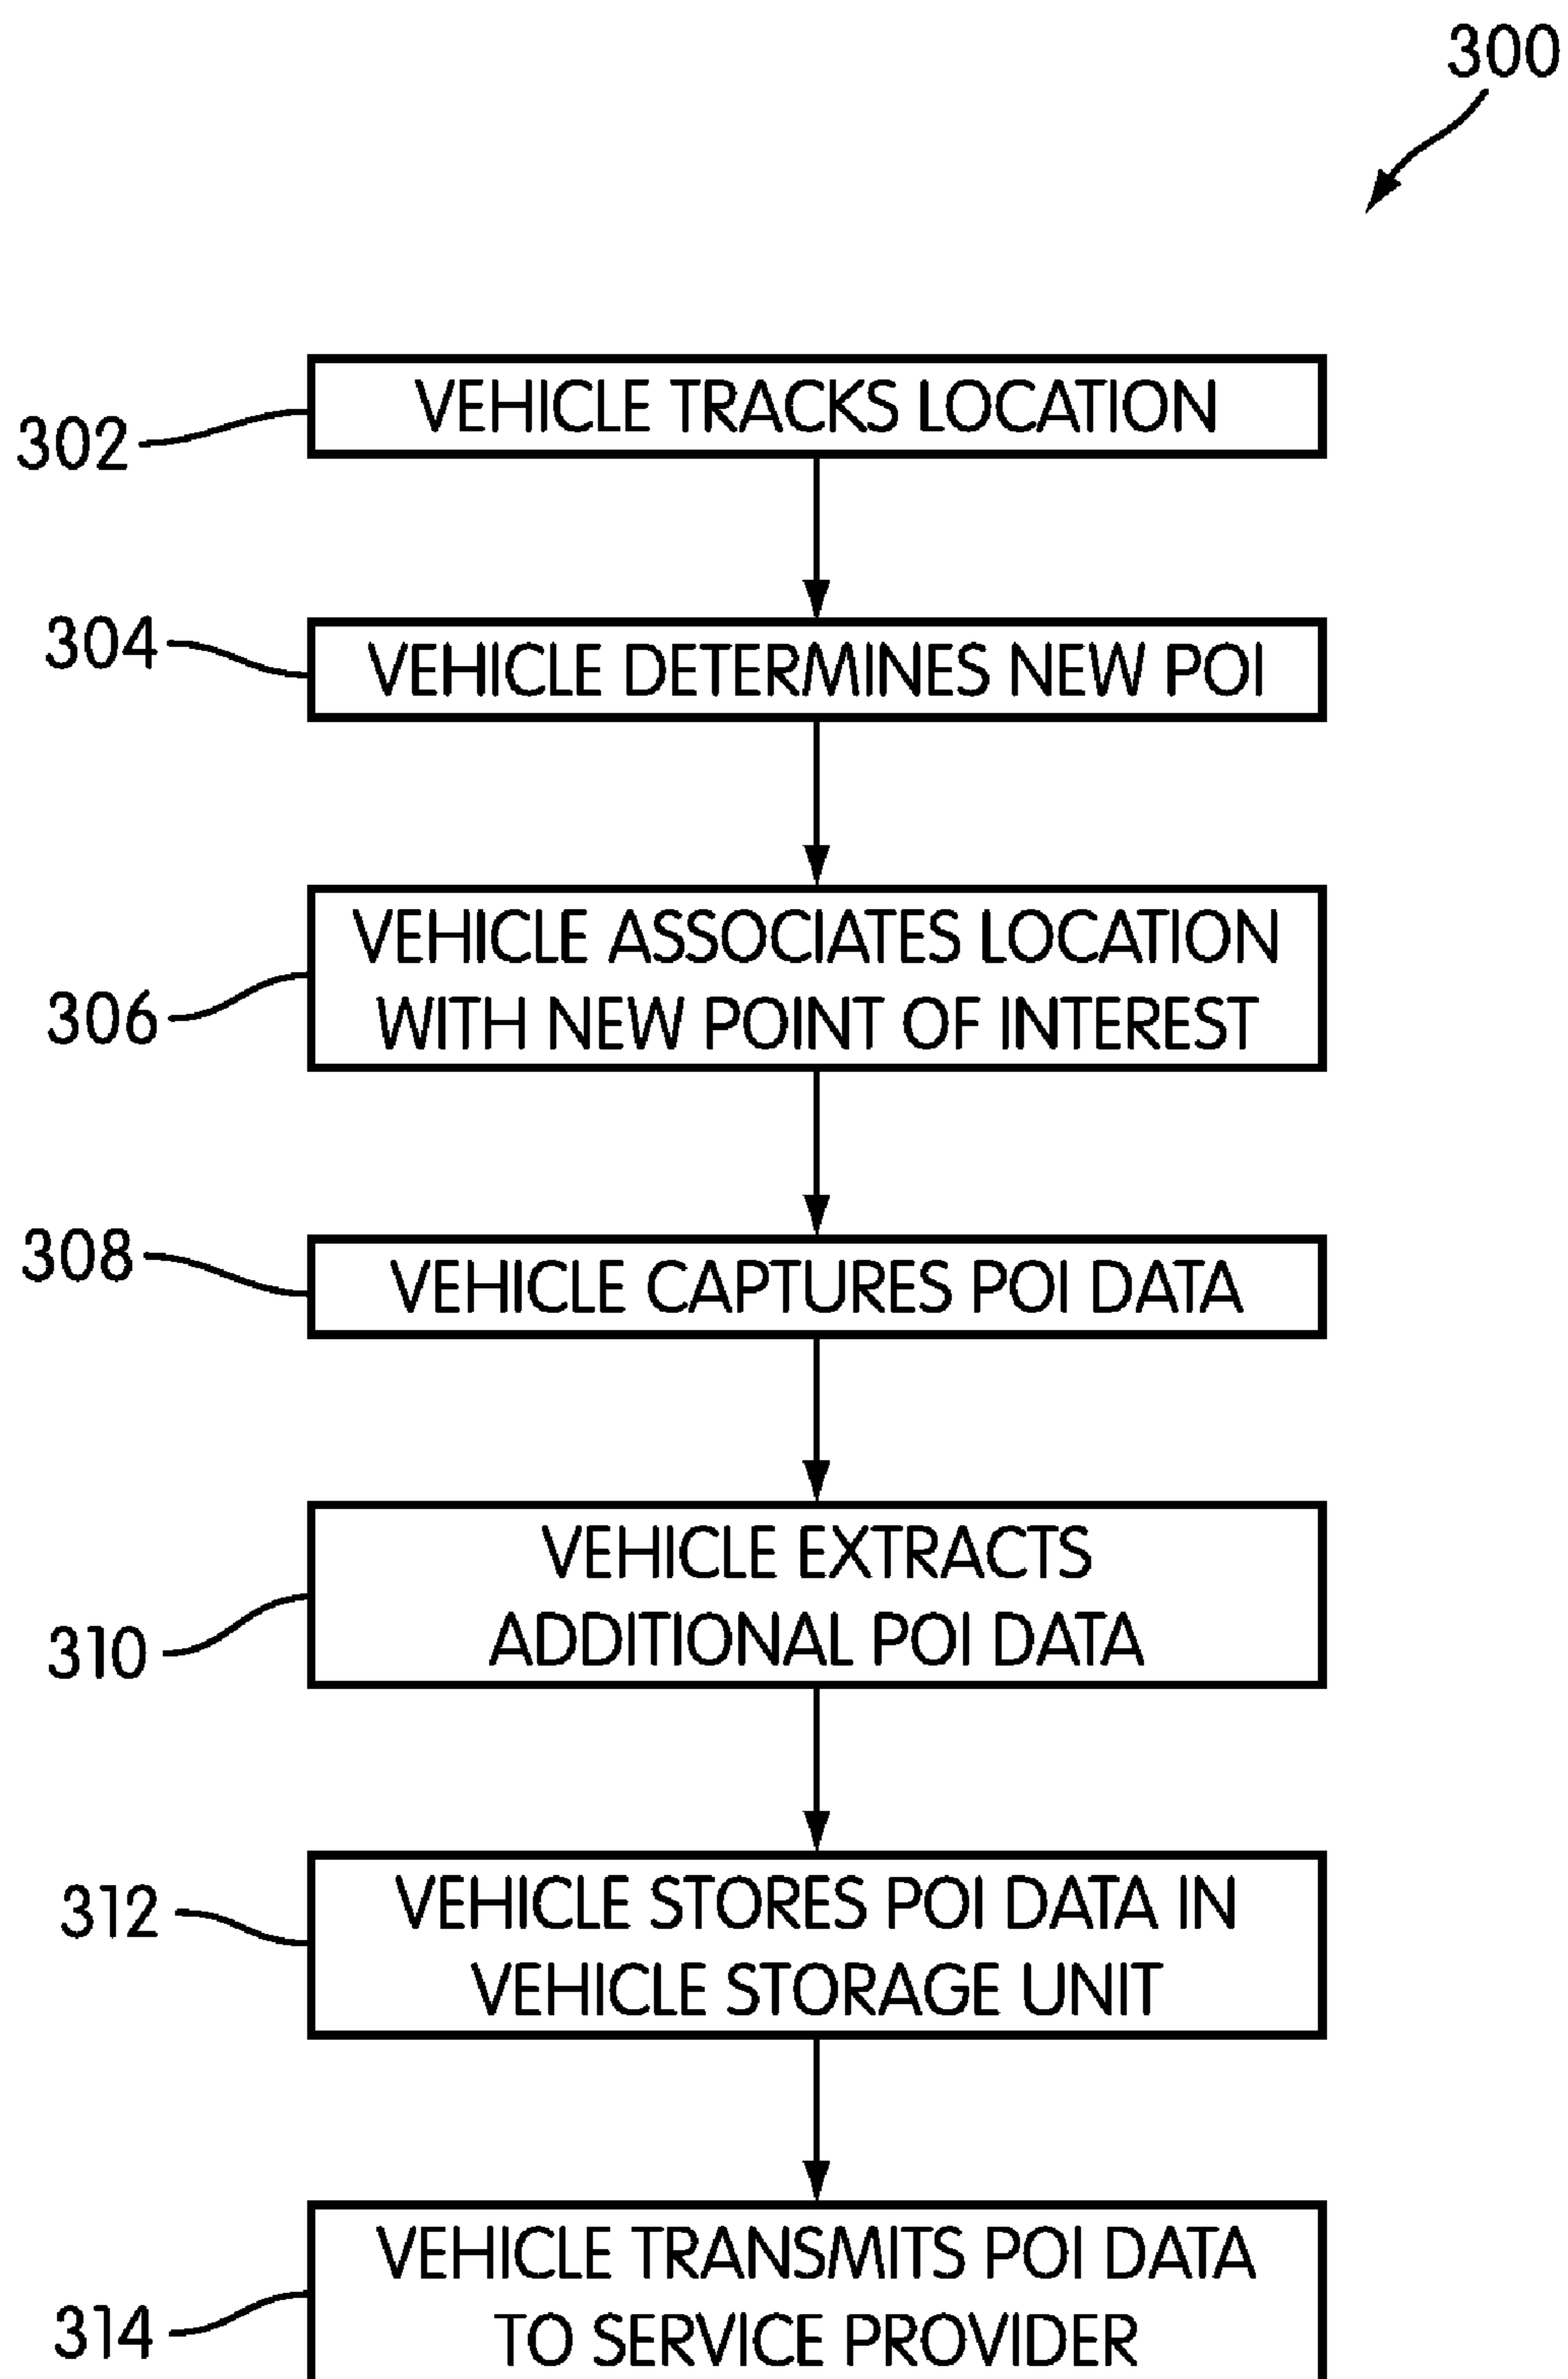 300
302
VEHICLE TRACKS LOCATION
304
VEHICLE DETERMINES NEW POI
306
VEHICLE ASSOCIATES LOCATION
WITH NEW POINT OF INTEREST
308
VEHICLE CAPTURES POI DATA
310
VEHICLE EXTRACTS
ADDITIONAL POI DATA
312
VEHICLE STORES POI DATA IN
VEHICLE STORAGE UNIT
314
VEHICLE TRANSMITS POI DATA
TO SERVICE PROVIDER